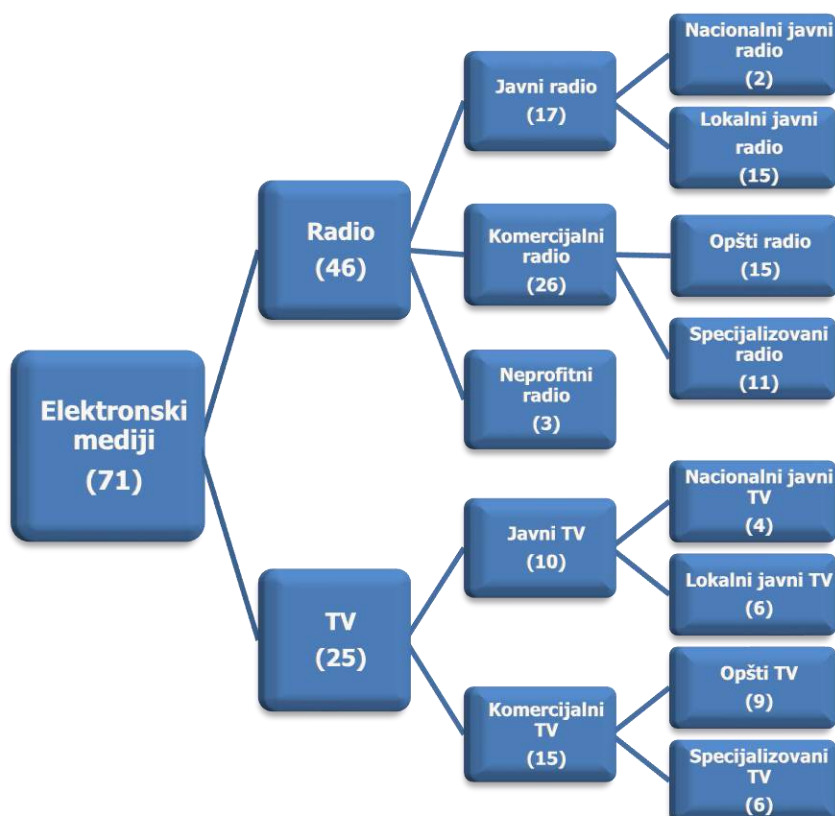 Elektronski
mediji
(71)
Radio
(46)
Javni radio
(17)
Nacionalni javni
radio
(2)
Lokalni javni
radio
(15)
Komercijalni
radio
(26)
Opšti radio
(15)
Specijalizovani
radio
(11)
Neprofitni
radio
(3)
TV
(25)
Javni TV
(10)
Nacionalni javni
TV
(4)
Lokalni javni TV
(6)
Komercijalni
TV
(15)
Opšti TV
(9)
Specijalizovani
TV
(6)